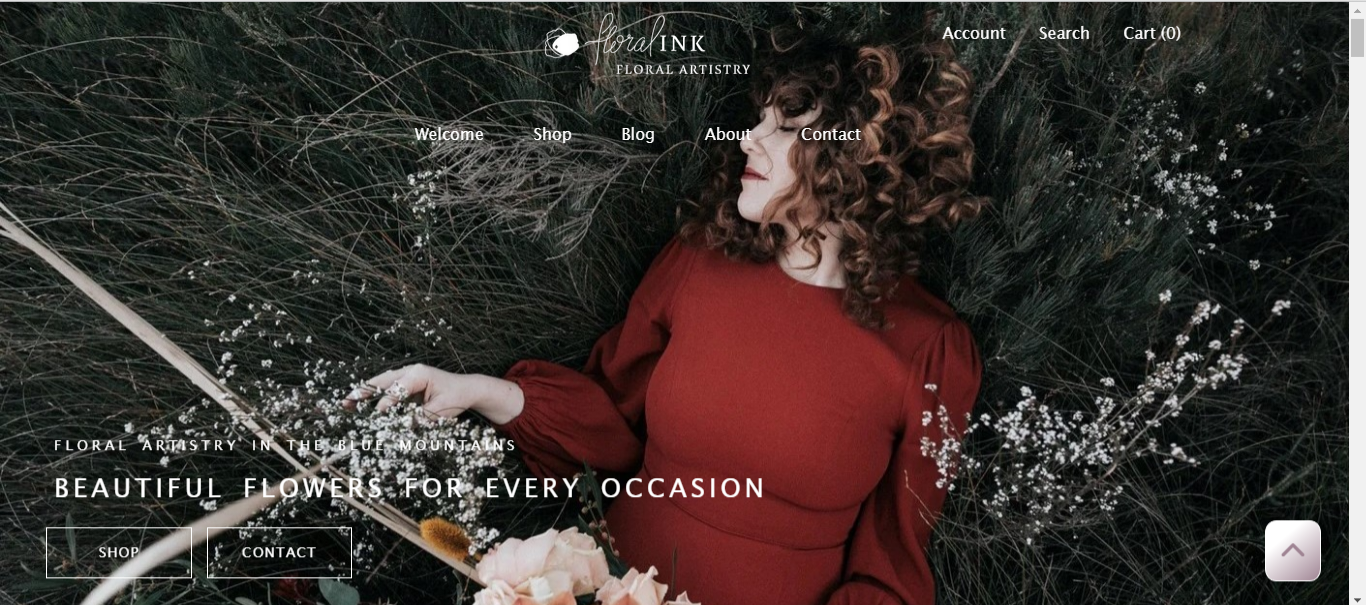 floral INK
FLORAL ARTISTRY
Account Search Cart (0)
Welcome Shop Blog About Contact
FLORAL ARTISTRY IN THE BLUE MOUNTAINS
BEAUTIFUL FLOWERS FOR EVERY OCCASION
SHOP CONTACT